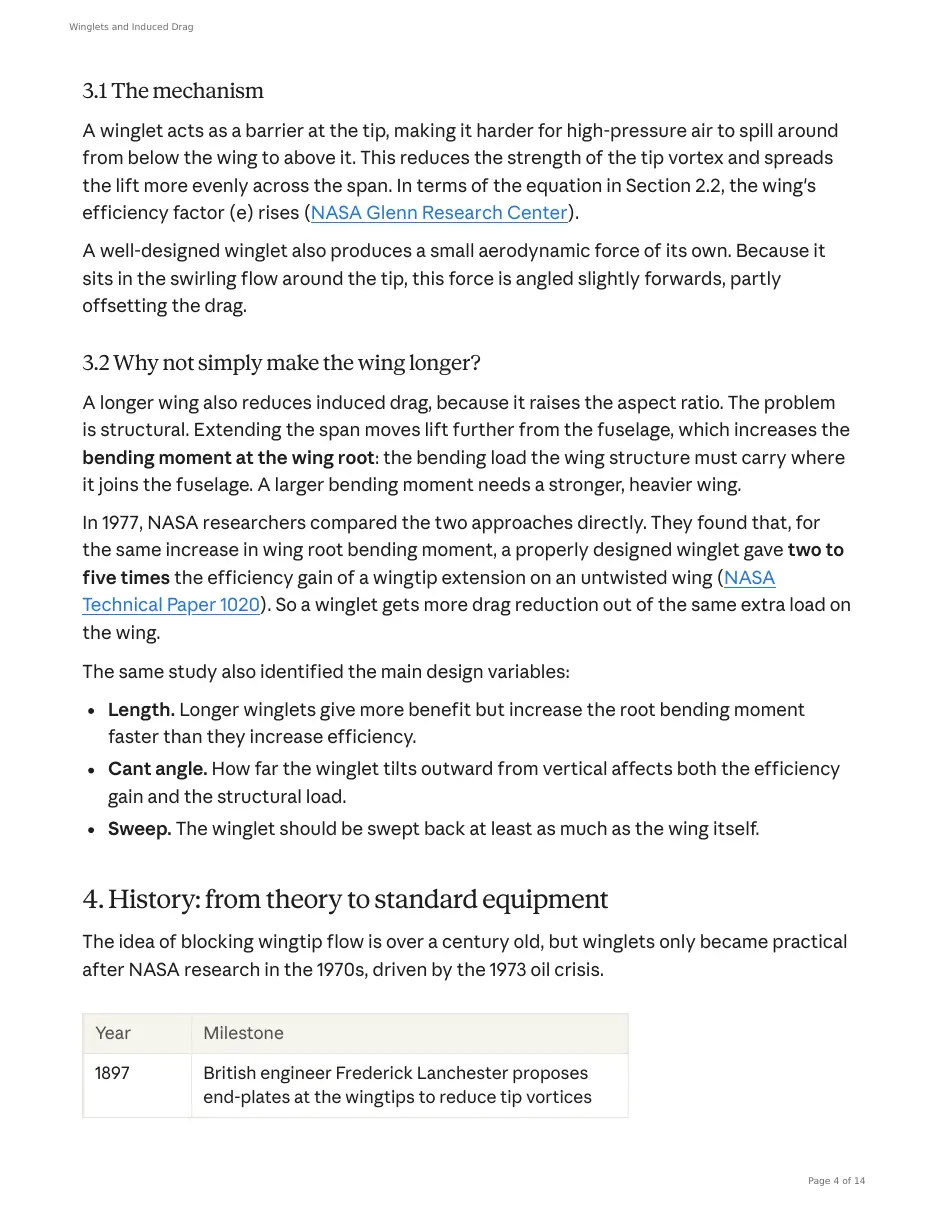 Winglets and Induced Drag
3.1 The mechanism
A winglet acts as a barrier at the tip, making it harder for high-pressure air to spill around
from below the wing to above it. This reduces the strength of the tip vortex and spreads
the lift more evenly across the span. In terms of the equation in Section 2.2, the wing's
efficiency factor (e) rises (NASA Glenn Research Center).
A well-designed winglet also produces a small aerodynamic force of its own. Because it
sits in the swirling flow around the tip, this force is angled slightly forwards, partly
offsetting the drag.
3.2 Why not simply make the wing longer?
A longer wing also reduces induced drag, because it raises the aspect ratio. The problem
is structural. Extending the span moves lift further from the fuselage, which increases the
bending moment at the wing root: the bending load the wing structure must carry where
it joins the fuselage. A larger bending moment needs a stronger, heavier wing.
In 1977, NASA researchers compared the two approaches directly. They found that, for
the same increase in wing root bending moment, a properly designed winglet gave two to
five times the efficiency gain of a wingtip extension on an untwisted wing (NASA
Technical Paper 1020). So a winglet gets more drag reduction out of the same extra load on
the wing.
The same study also identified the main design variables:
• Length. Longer winglets give more benefit but increase the root bending moment
faster than they increase efficiency.
• Cant angle. How far the winglet tilts outward from vertical affects both the efficiency
gain and the structural load.
• Sweep. The winglet should be swept back at least as much as the wing itself.
4. History: from theory to standard equipment
The idea of blocking wingtip flow is over a century old, but winglets only became practical
after NASA research in the 1970s, driven by the 1973 oil crisis.
Year Milestone
1897 British engineer Frederick Lanchester proposes
end-plates at the wingtips to reduce tip vortices
Page 4 of 14